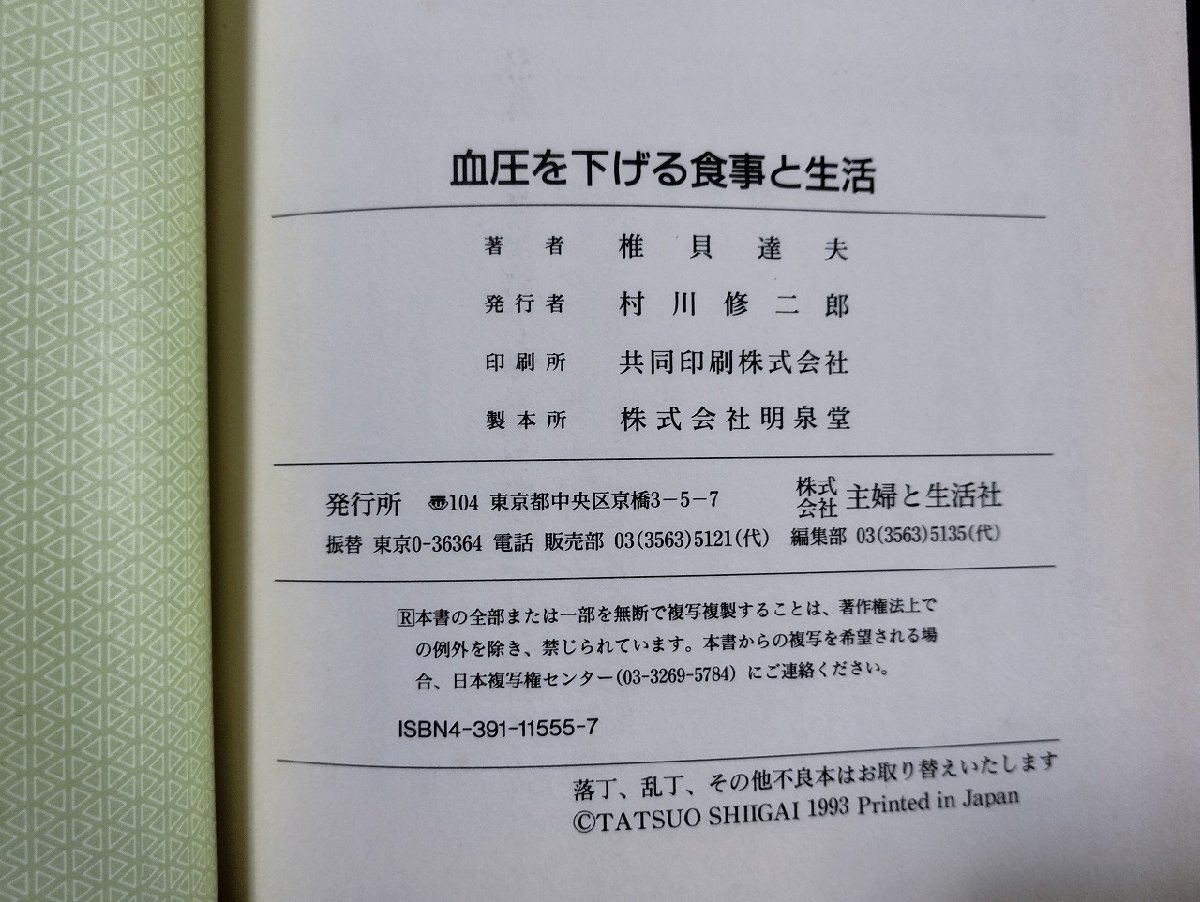 血圧を下げる食事と生活
著者 椎貝達夫
発行者 村川修二郎
印刷所 共同印刷株式会社
製本所 株式会社明泉堂
発行所 〠104 東京都中央区京橋3-5-7 株式会社 主婦と生活社
振替 東京0-36364 電話 販売部 03(3563)5121(代) 編集部 03(3563)5135(代)
Ⓡ本書の全部または一部を無断で複写複製することは、著作権法上で
の例外を除き、禁じられています。本書からの複写を希望される場
合、日本複写権センター(03-3269-5784)にご連絡ください。
ISBN4-391-11555-7
落丁、乱丁、その他不良本はお取り替えいたします
©TATSUO SHIIGAI 1993 Printed in Japan